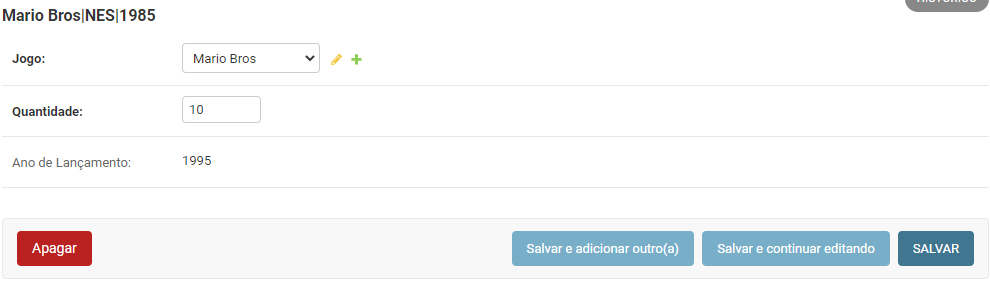 HISTÓRICO
Mario Bros|NES|1985
Jogo: Mario Bros
Quantidade: 10
Ano de Lançamento: 1995
Apagar Salvar e adicionar outro(a) Salvar e continuar editando SALVAR